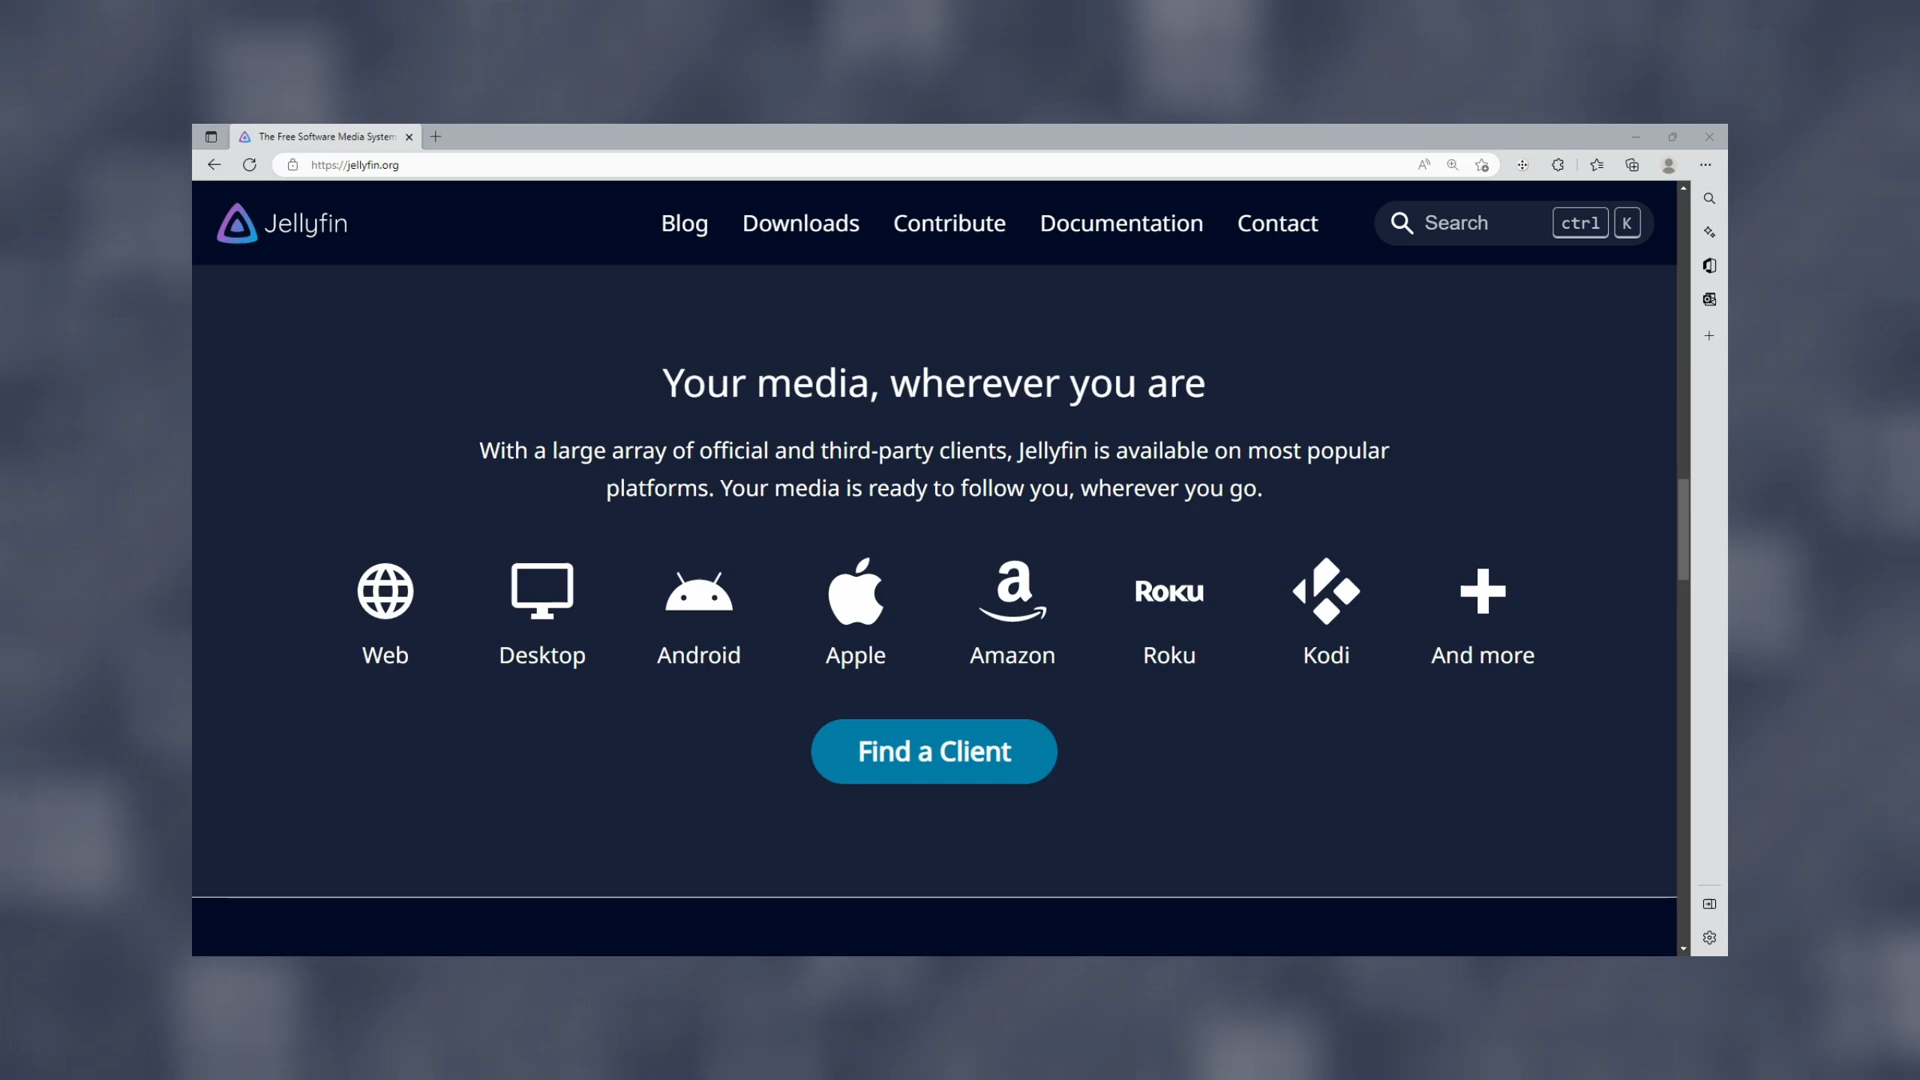 The Free Software Media System
https://jellyfin.org
Jellyfin
Blog
Downloads
Contribute
Documentation
Contact
Search
ctrl
K
Your media, wherever you are
With a large array of official and third-party clients, Jellyfin is available on most popular
platforms. Your media is ready to follow you, wherever you go.
a
Roku
Web
Desktop
Android
Apple
Amazon
Roku
Kodi
And more
Find a Client